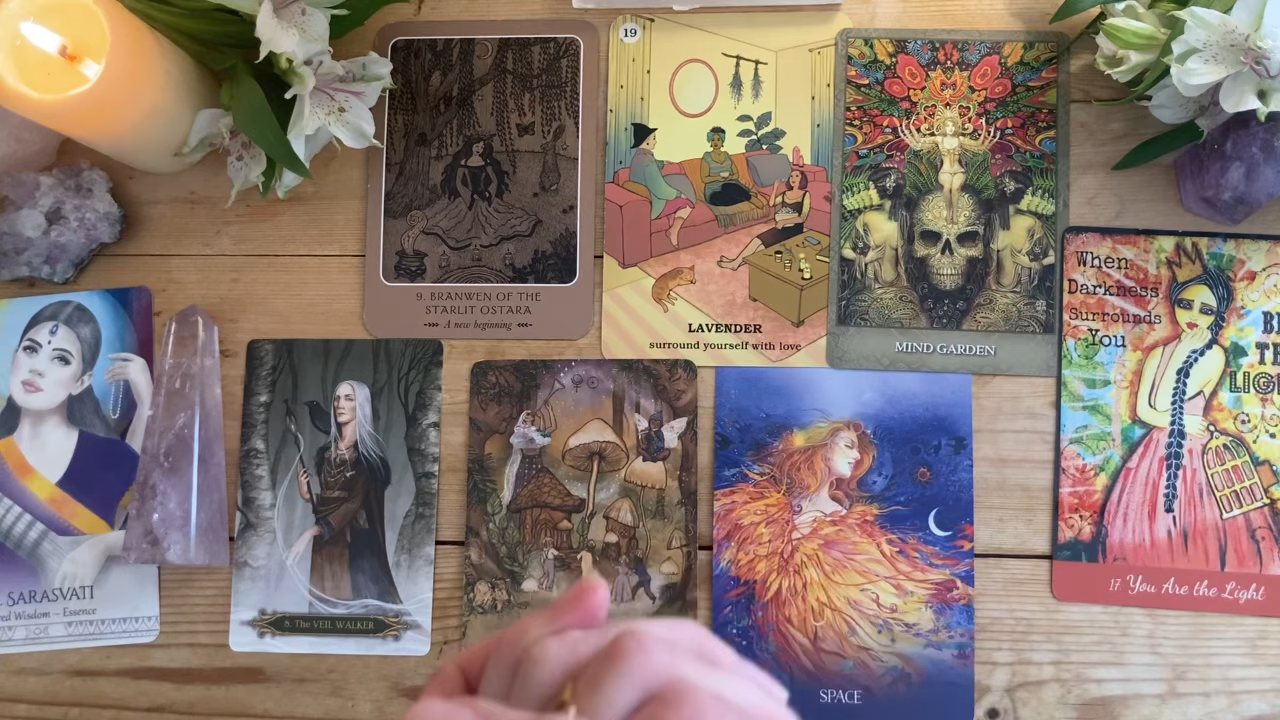 9. BRANWEN OF THE
STARLIT OSTARA
A new beginning
19
LAVENDER
surround yourself with love
MIND GARDEN
When
Darkness
Surrounds
You
17. You Are the Light
SARASVATI
Essence
8. The VEIL WALKER
SPACE